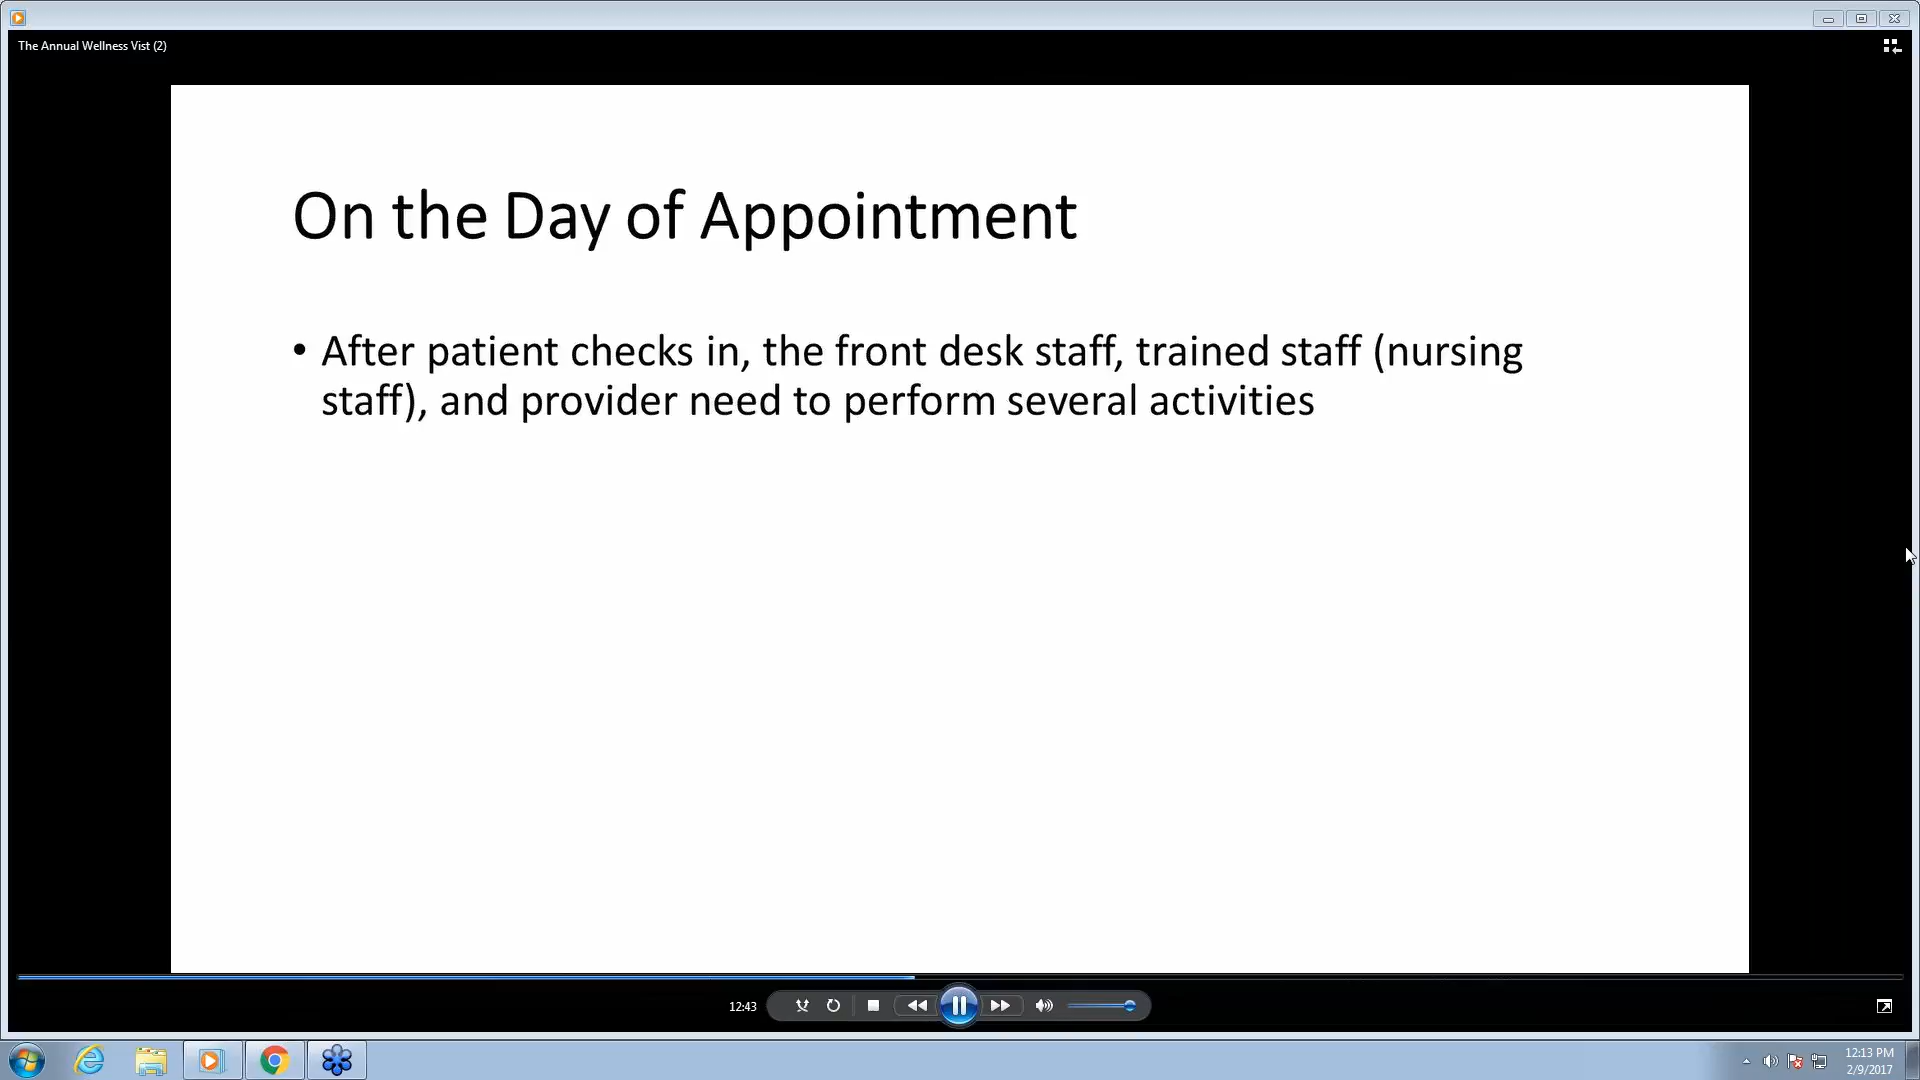 The Annual Wellness Vist (2)
On the Day of Appointment
• After patient checks in, the front desk staff, trained staff (nursing
staff), and provider need to perform several activities
12:43
12:13 PM
2/9/2017